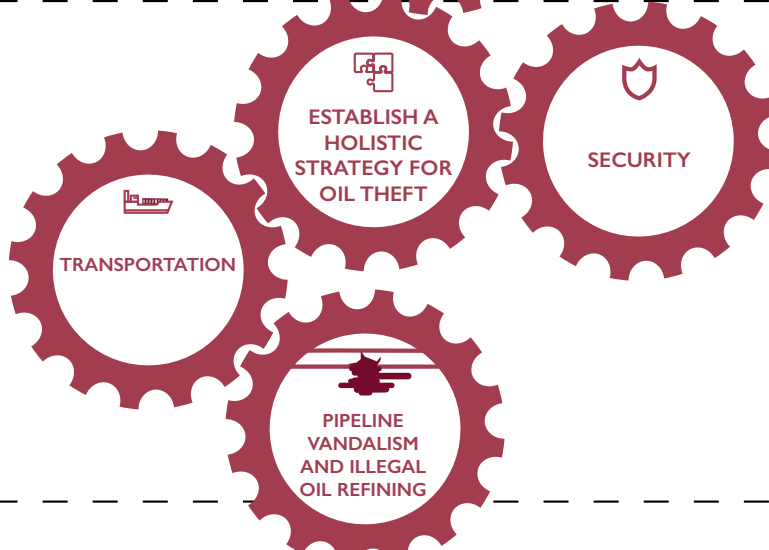 ESTABLISH A
HOLISTIC
STRATEGY FOR
OIL THEFT
SECURITY
TRANSPORTATION
PIPELINE
VANDALISM
AND ILLEGAL
OIL REFINING